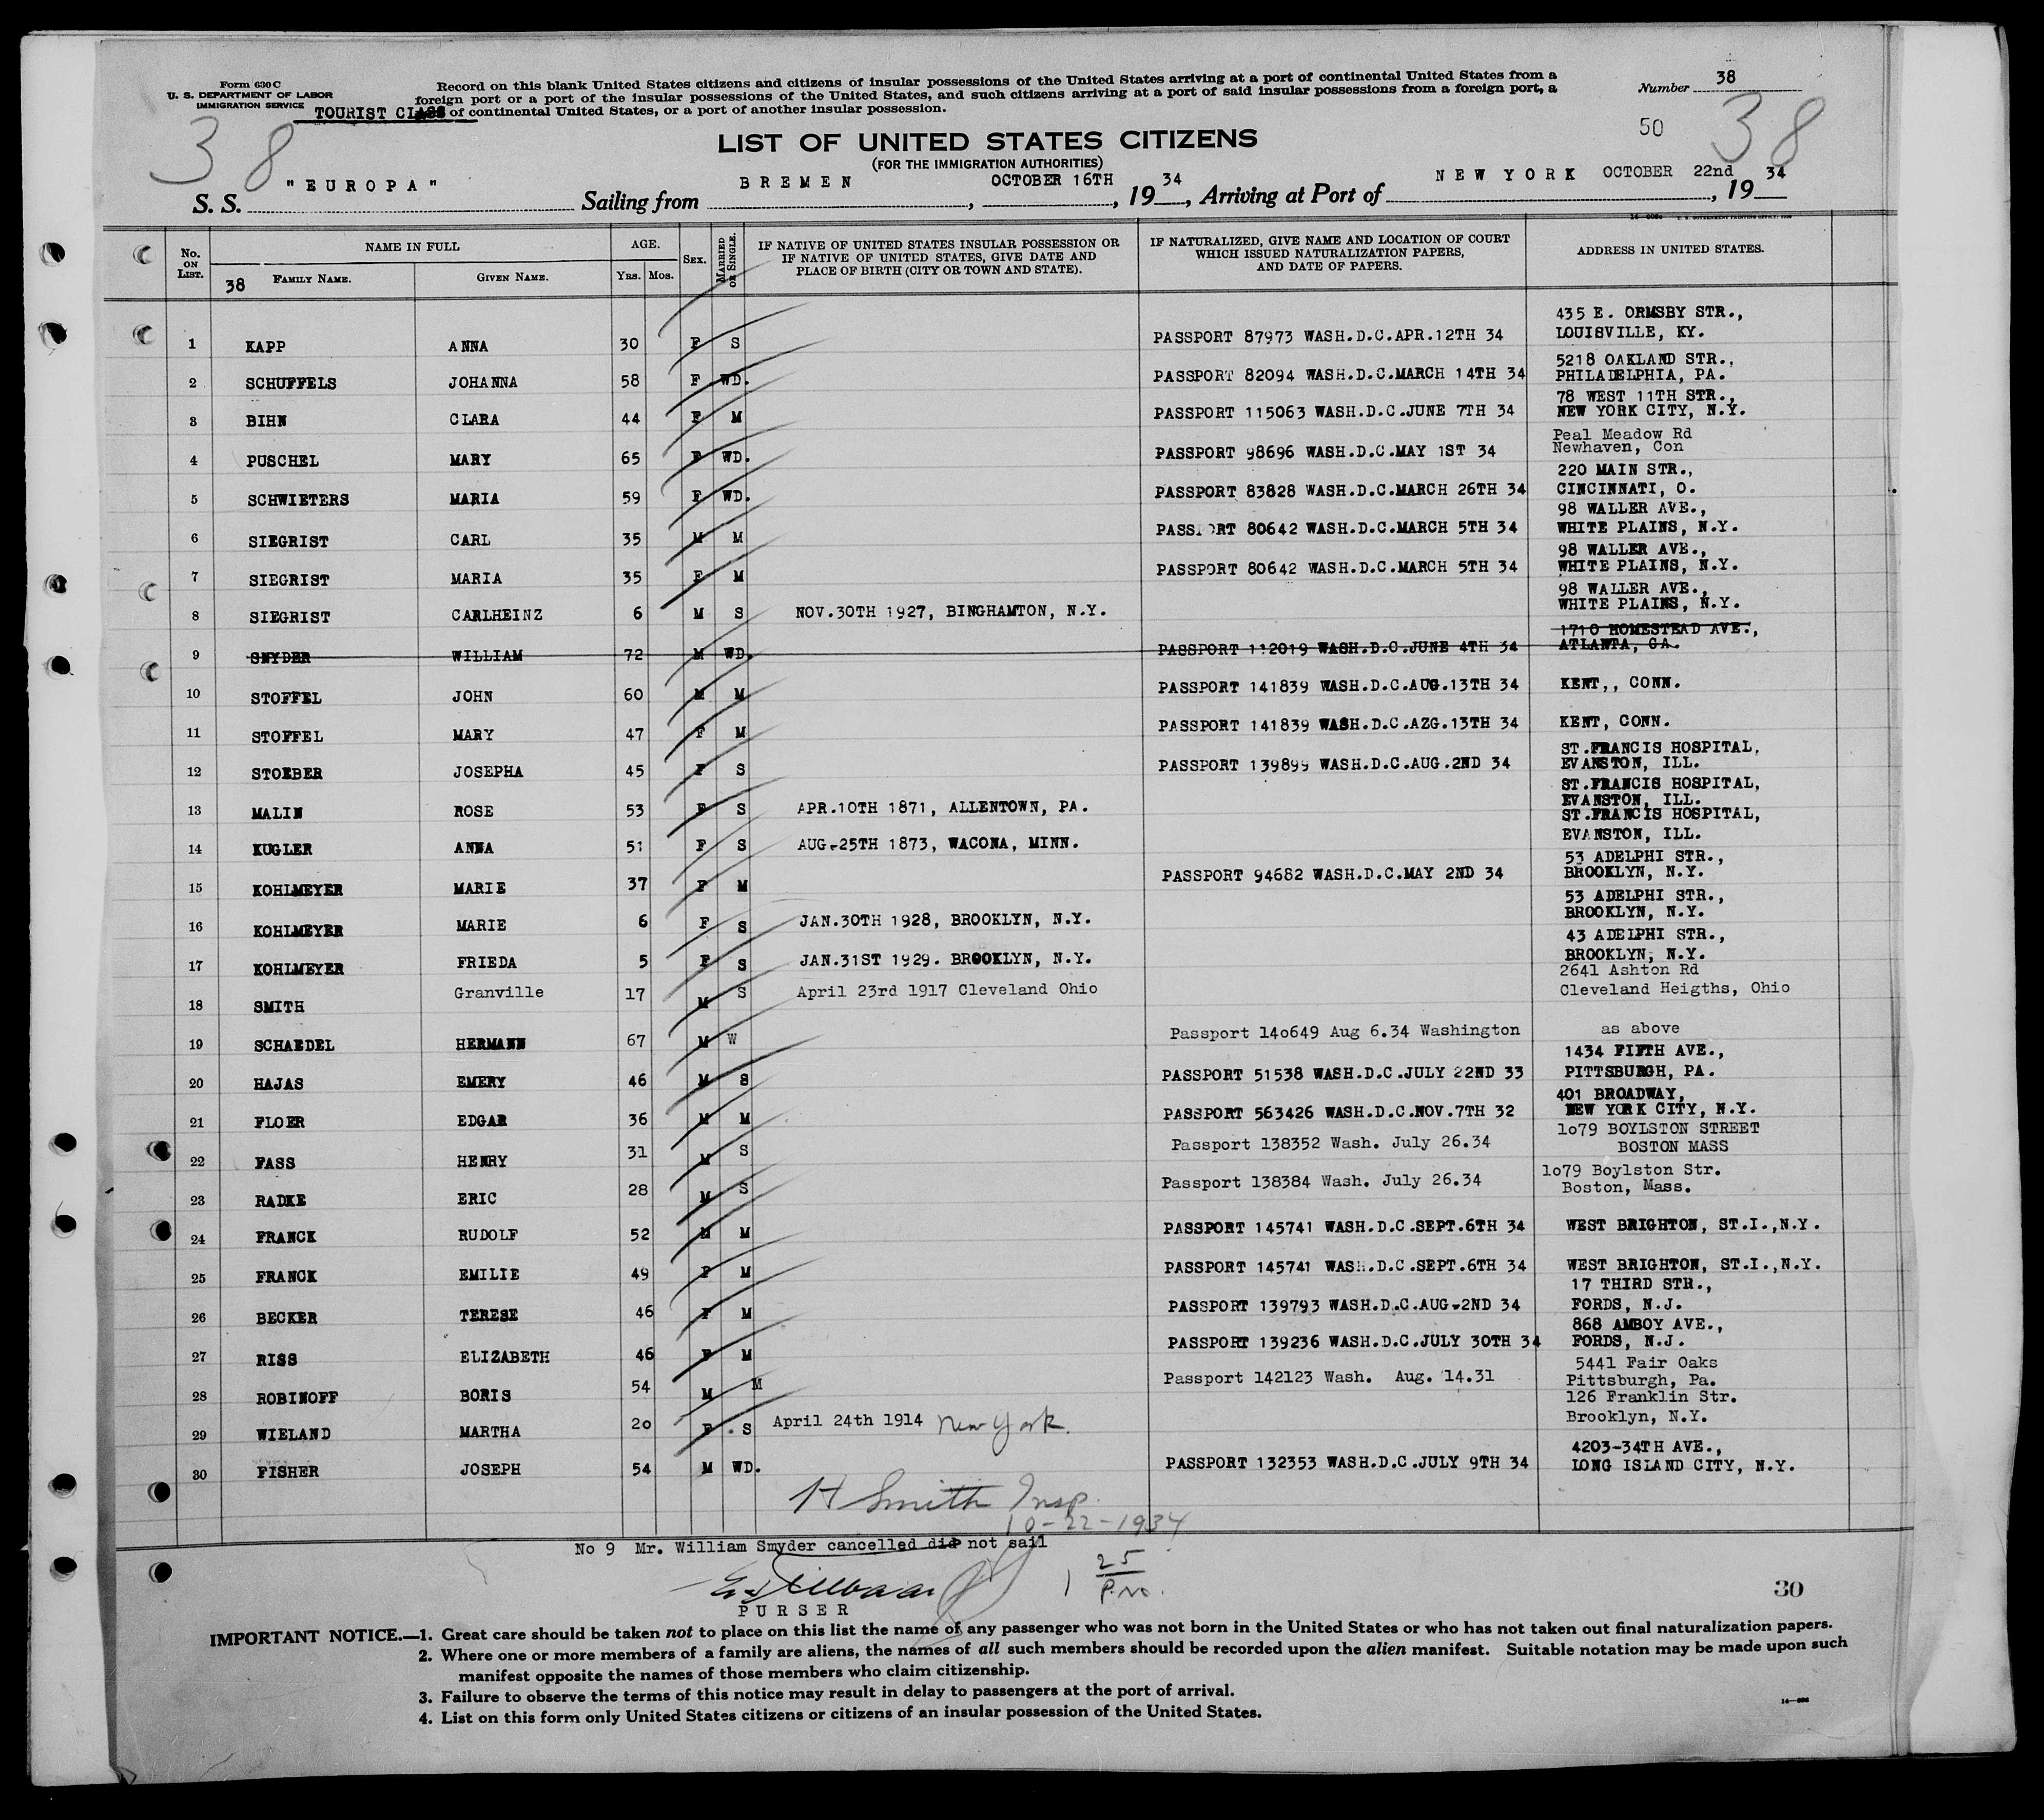 Form 630 C
U. S. DEPARTMENT OF LABOR
IMMIGRATION SERVICE
TOURIST CLASS
Record on this blank United States citizens and citizens of insular possessions of the United States arriving at a port of continental United States from a
foreign port or a port of the insular possessions of the United States, and such citizens arriving at a port of said insular possessions from a foreign port, a
of continental United States, or a port of another insular possession.
Number 38
50
38
38
LIST OF UNITED STATES CITIZENS
(FOR THE IMMIGRATION AUTHORITIES)
S. S. "EUROPA" Sailing from BREMEN, OCTOBER 16TH, 19 34, Arriving at Port of NEW YORK OCTOBER 22nd, 19 34
No. ON LIST. NAME IN FULL AGE. SEX. MARRIED OR SINGLE. IF NATIVE OF UNITED STATES INSULAR POSSESSION OR IF NATIVE OF UNITED STATES, GIVE DATE AND PLACE OF BIRTH (CITY OR TOWN AND STATE). IF NATURALIZED, GIVE NAME AND LOCATION OF COURT WHICH ISSUED NATURALIZATION PAPERS, AND DATE OF PAPERS. ADDRESS IN UNITED STATES.
38 FAMILY NAME. GIVEN NAME. YRS. MOS.
1 KAPP ANNA 30 F S PASSPORT 87973 WASH.D.C.APR.12TH 34 435 E. ORMSBY STR., LOUISVILLE, KY.
2 SCHUFFELS JOHANNA 58 F WD. PASSPORT 82094 WASH.D.C.MARCH 14TH 34 5218 OAKLAND STR., PHILADELPHIA, PA.
3 BIHN CLARA 44 F M PASSPORT 115063 WASH.D.C.JUNE 7TH 34 78 WEST 11TH STR., NEW YORK CITY, N.Y.
4 PUSCHEL MARY 65 F WD. PASSPORT 98696 WASH.D.C.MAY 1ST 34 Peal Meadow Rd Newhaven, Con
5 SCHWIETERS MARIA 59 F WD. PASSPORT 83828 WASH.D.C.MARCH 26TH 34 220 MAIN STR., CINCINNATI, O.
6 SIEGRIST CARL 35 M M PASSPORT 80642 WASH.D.C.MARCH 5TH 34 98 WALLER AVE., WHITE PLAINS, N.Y.
7 SIEGRIST MARIA 35 F M PASSPORT 80642 WASH.D.C.MARCH 5TH 34 98 WALLER AVE., WHITE PLAINS, N.Y.
8 SIEGRIST CARLHEINZ 6 M S NOV.30TH 1927, BINGHAMTON, N.Y. 98 WALLER AVE., WHITE PLAINS, N.Y.
9 SNYDER WILLIAM 72 M WD. PASSPORT 112019 WASH.D.C.JUNE 4TH 34 1710 HOMESTEAD AVE., ATLANTA, GA.
10 STOFFEL JOHN 60 M M PASSPORT 141839 WASH.D.C.AUG.13TH 34 KENT,, CONN.
11 STOFFEL MARY 47 F M PASSPORT 141839 WASH.D.C.AZG.13TH 34 KENT, CONN.
12 STOEBER JOSEPHA 45 F S PASSPORT 139899 WASH.D.C.AUG.2ND 34 ST.FRANCIS HOSPITAL, EVANSTON, ILL.
13 MALIN ROSE 53 F S APR.10TH 1871, ALLENTOWN, PA. ST.FRANCIS HOSPITAL, EVANSTON, ILL.
14 KUGLER ANNA 51 F S AUG.25TH 1873, WACONA, MINN. ST.FRANCIS HOSPITAL, EVANSTON, ILL.
15 KOHLMEYER MARIE 37 F M PASSPORT 94682 WASH.D.C.MAY 2ND 34 53 ADELPHI STR., BROOKLYN, N.Y.
16 KOHLMEYER MARIE 6 F S JAN.30TH 1928, BROOKLYN, N.Y. 53 ADELPHI STR., BROOKLYN, N.Y.
17 KOHLMEYER FRIEDA 5 F S JAN.31ST 1929. BROOKLYN, N.Y. 43 ADELPHI STR., BROOKLYN, N.Y.
18 SMITH Granville 17 M S April 23rd 1917 Cleveland Ohio 2641 Ashton Rd Cleveland Heigths, Ohio
19 SCHAEDEL HERMANN 67 M W Passport 14o649 Aug 6.34 Washington as above
20 HAJAS EMERY 46 M S PASSPORT 51538 WASH.D.C.JULY 22ND 33 1434 FIFTH AVE., PITTSBURGH, PA.
21 FLOER EDGAR 36 M M PASSPORT 563426 WASH.D.C.NOV.7TH 32 401 BROADWAY, NEW YORK CITY, N.Y.
22 FASS HENRY 31 M S Passport 138352 Wash. July 26.34 1o79 BOYLSTON STREET BOSTON MASS
23 RADKE ERIC 28 M S Passport 138384 Wash. July 26.34 1o79 Boylston Str. Boston, Mass.
24 FRANCK RUDOLF 52 M M PASSPORT 145741 WASH.D.C.SEPT.6TH 34 WEST BRIGHTON, ST.I.,N.Y.
25 FRANCK EMILIE 49 F M PASSPORT 145741 WASH.D.C.SEPT.6TH 34 WEST BRIGHTON, ST.I.,N.Y.
26 BECKER TERESE 46 F M PASSPORT 139793 WASH.D.C.AUG.2ND 34 17 THIRD STR., FORDS, N.J.
27 RISS ELIZABETH 46 F M PASSPORT 139236 WASH.D.C.JULY 30TH 34 868 AMBOY AVE., FORDS, N.J.
28 ROBINOFF BORIS 54 M M Passport 142123 Wash. Aug. 14.31 5441 Fair Oaks Pittsburgh, Pa.
29 WIELAND MARTHA 2o F S April 24th 1914 New York. 126 Franklin Str. Brooklyn, N.Y.
30 FISHER JOSEPH 54 M WD. PASSPORT 132353 WASH.D.C.JULY 9TH 34 4203-34TH AVE., LONG ISLAND CITY, N.Y.
H Smith Insp.
10-22-1934
No 9 Mr. William Smyder cancelled did not sail
1 25 P.M.
PURSER
30
IMPORTANT NOTICE.—1. Great care should be taken not to place on this list the name of any passenger who was not born in the United States or who has not taken out final naturalization papers.
2. Where one or more members of a family are aliens, the names of all such members should be recorded upon the alien manifest. Suitable notation may be made upon such
manifest opposite the names of those members who claim citizenship.
3. Failure to observe the terms of this notice may result in delay to passengers at the port of arrival.
4. List on this form only United States citizens or citizens of an insular possession of the United States.